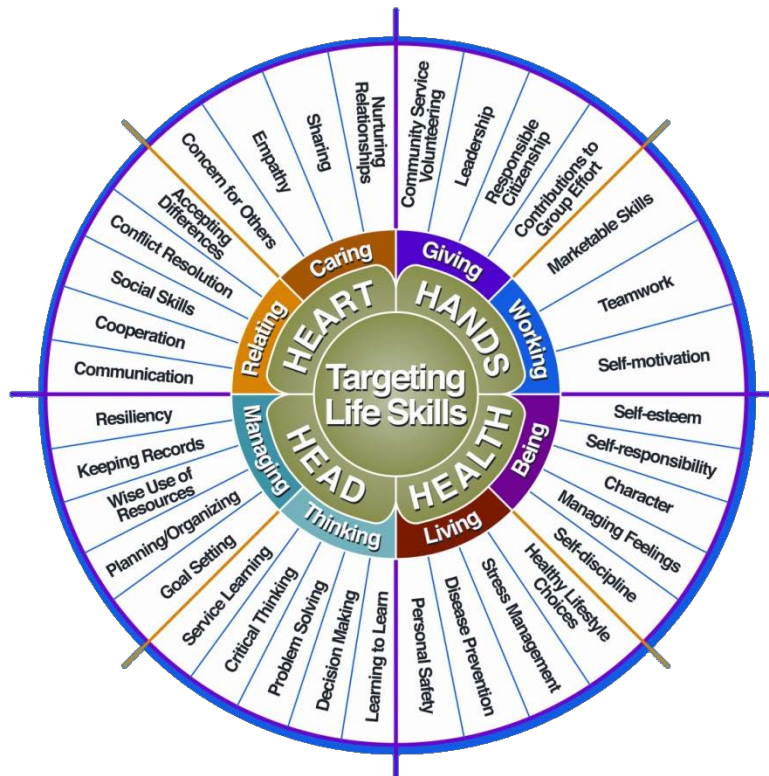 Targeting
Life Skills
HEART
HANDS
HEALTH
HEAD
Relating
Caring
Giving
Working
Being
Living
Thinking
Managing
Communication
Cooperation
Social Skills
Conflict Resolution
Accepting
Differences
Concern for Others
Empathy
Sharing
Nurturing
Relationships
Community Service
Volunteering
Leadership
Responsible
Citizenship
Contributions to
Group Effort
Marketable Skills
Teamwork
Self-motivation
Self-esteem
Self-responsibility
Character
Managing Feelings
Self-discipline
Healthy Lifestyle
Choices
Stress Management
Disease Prevention
Personal Safety
Learning to Learn
Decision Making
Problem Solving
Critical Thinking
Service Learning
Goal Setting
Planning/Organizing
Wise Use of
Resources
Keeping Records
Resiliency